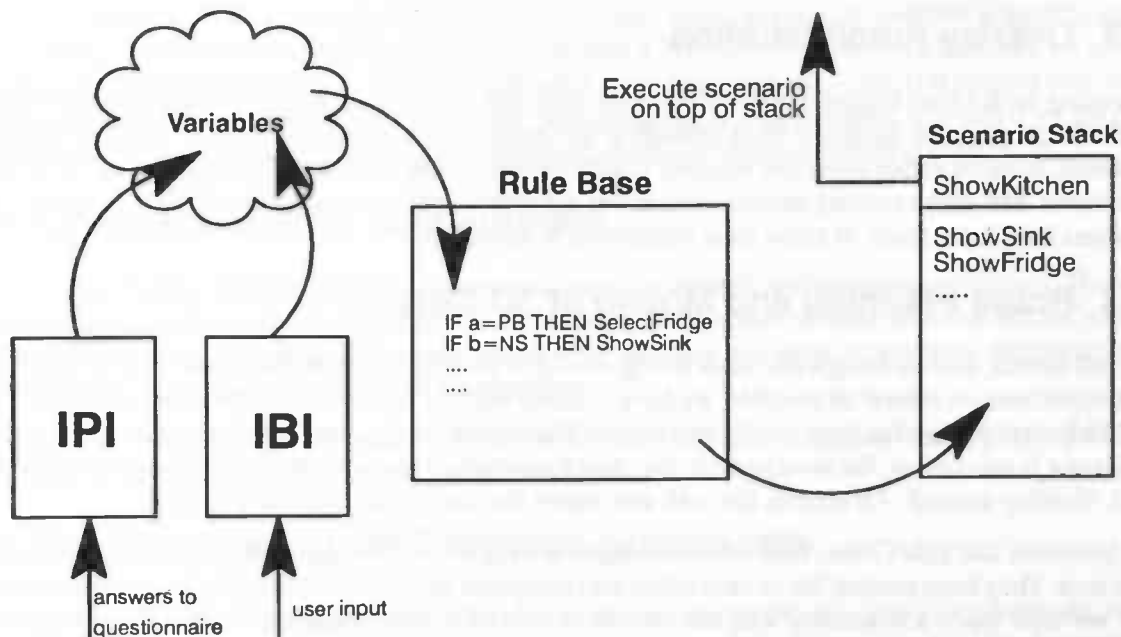 Variables
Execute scenario
on top of stack
Scenario Stack
ShowKitchen
ShowSink
ShowFridge
.....
Rule Base
IF a=PB THEN SelectFridge
IF b=NS THEN ShowSink
....
....
IPI
IBI
answers to
questionnaire
user input